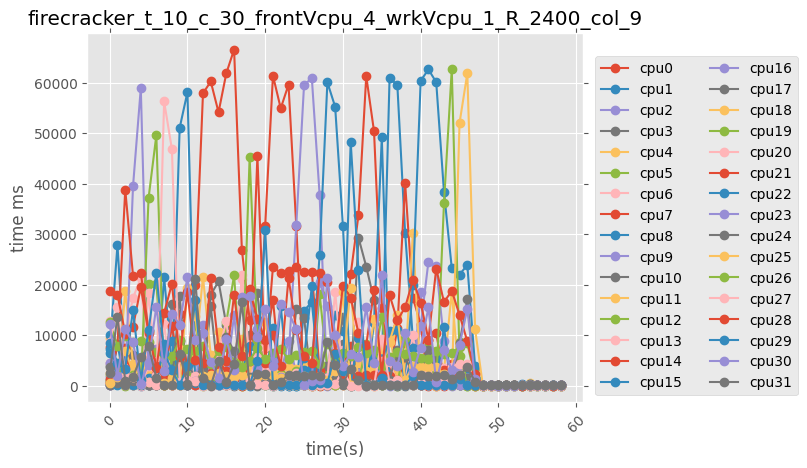 firecracker_t_10_c_30_frontVcpu_4_wrkVcpu_1_R_2400_col_9
time ms
60000
50000
40000
30000
20000
10000
0
0
10
20
30
40
50
60
time(s)
cpu0
cpu1
cpu2
cpu3
cpu4
cpu5
cpu6
cpu7
cpu8
cpu9
cpu10
cpu11
cpu12
cpu13
cpu14
cpu15
cpu16
cpu17
cpu18
cpu19
cpu20
cpu21
cpu22
cpu23
cpu24
cpu25
cpu26
cpu27
cpu28
cpu29
cpu30
cpu31